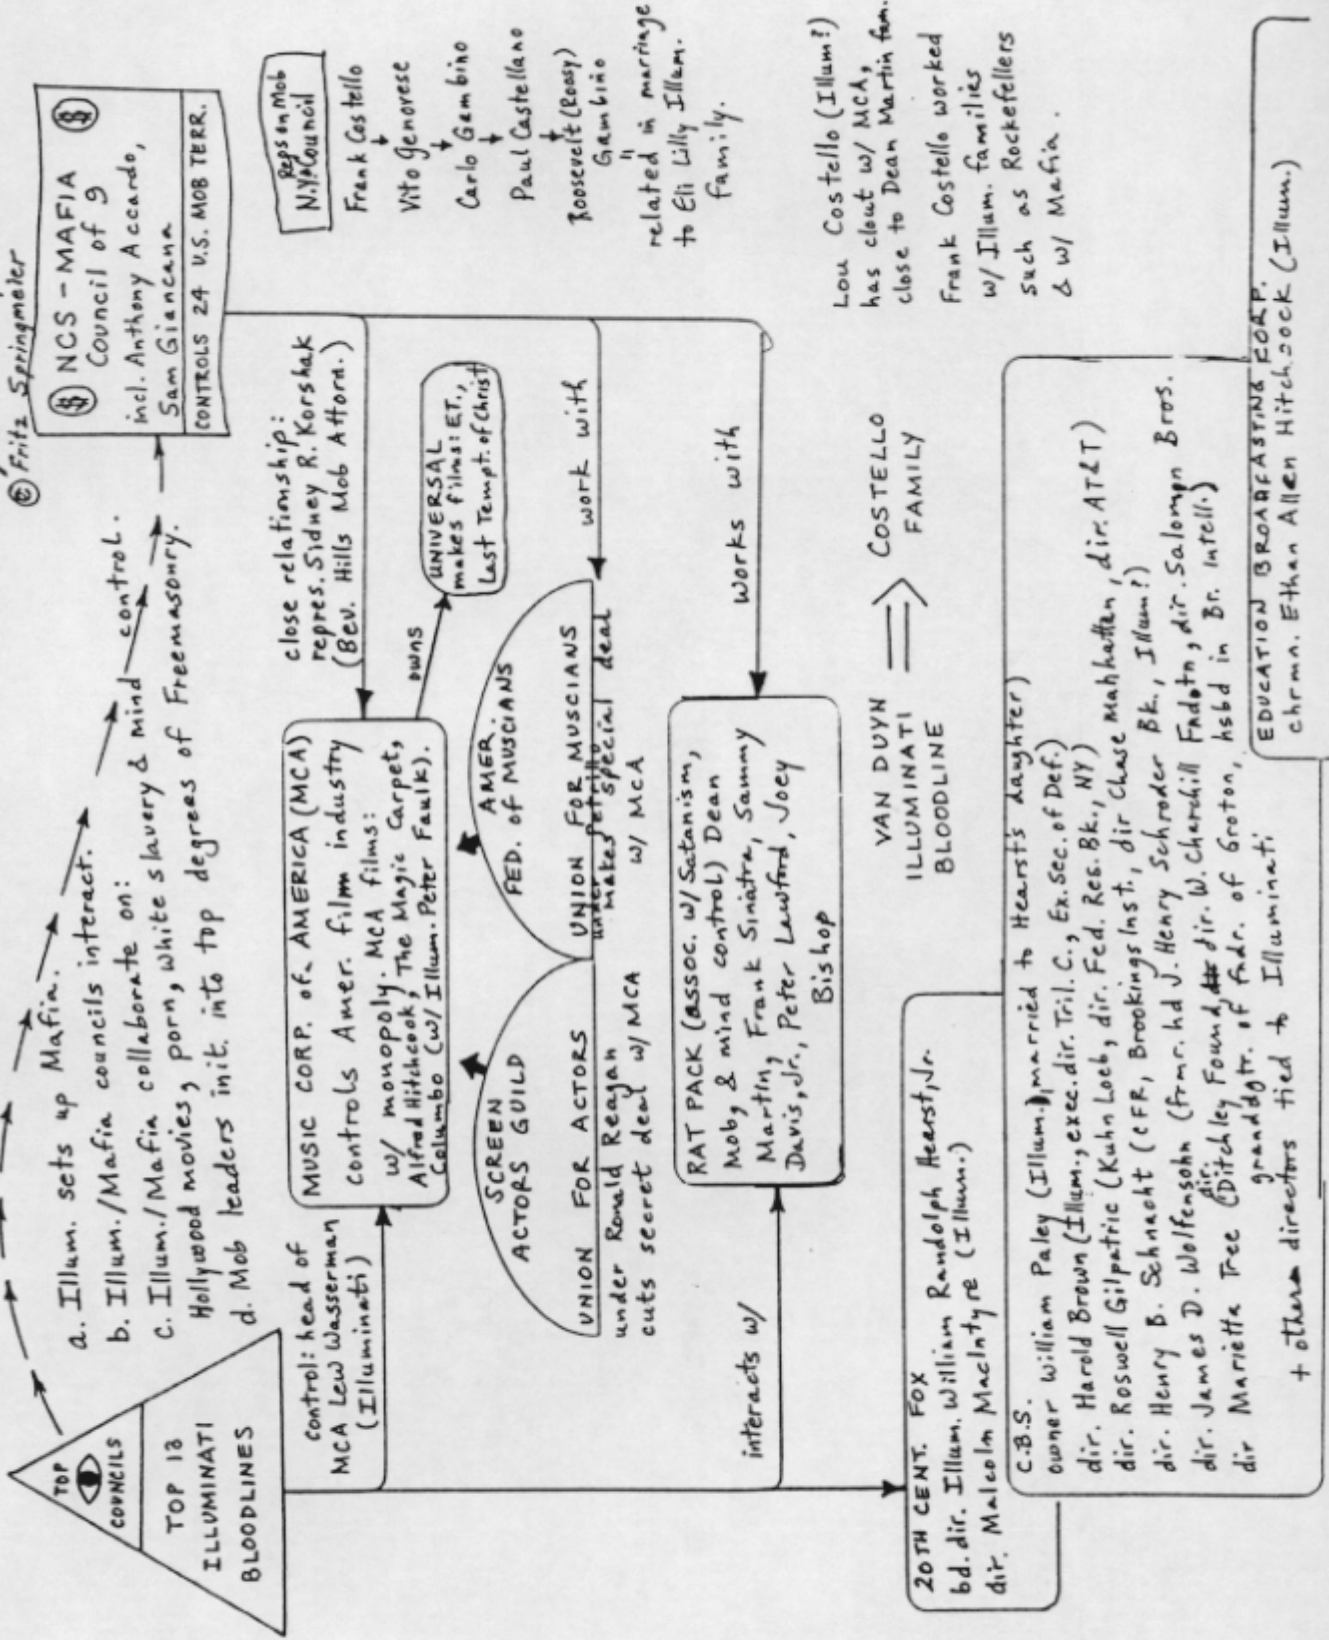 © Fritz Springmeier
TOP
COUNCILS
TOP 13
ILLUMINATI
BLOODLINES
a. Illum. sets up Mafia.
b. Illum./Mafia councils interact.
c. Illum./Mafia collaborate on:
Hollywood movies, porn, white slavery & mind control.
d. Mob leaders init. into top degrees of Freemasonry.
$ NCS - MAFIA $
Council of 9
incl. Anthony Accardo,
Sam Giancana
CONTROLS 24 U.S. MOB TERR.
Reps on Mob
N.Y. Council
Frank Costello
Vito Genovese
Carlo Gambino
Paul Castellano
Roosevelt (Rossy)
Gambino
"
related in marriage
to Eli Lilly Illum.
family.
control: head of
MCA Lew Wasserman
(Illuminati)
MUSIC CORP. of AMERICA (MCA)
Controls Amer. film industry
w/ monopoly. MCA films:
Alfred Hitchcook, The Magic Carpet,
Columbo (w/ Illum. Peter Faulk).
close relationship:
repres. Sidney R. Korshak
(Bev. Hills Mob Attorn.)
owns
UNIVERSAL
makes films: ET.,
Last Tempt. of Christ
SCREEN
ACTORS GUILD
UNION FOR ACTORS
under Ronald Reagan
cuts secret deal w/ MCA
AMER.
FED. of MUSCIANS
UNION FOR MUSCIANS
under Petrillo
makes special deal
w/ MCA
work with
interacts w/
RAT PACK (assoc. w/ Satanism,
Mob, & mind control) Dean
Martin, Frank Sinatra, Sammy
Davis, Jr., Peter Lawford, Joey
Bishop
works with
Lou Costello (Illum?)
has clout w/ MCA,
close to Dean Martin fam.
Frank Costello worked
w/ Illum. families
such as Rockefellers
& w/ Mafia.
VAN DUYN
ILLUMINATI
BLOODLINE
COSTELLO
FAMILY
20TH CENT. FOX
bd. dir. Illum. William Randolph Hearst, Jr.
dir. Malcolm MacIntyre (Illum.)
C.B.S.
owner William Paley (Illum.), married to Hearst's daughter)
dir. Harold Brown (Illum., exec. dir. Tril. C., Ex. Sec. of Def.)
dir. Roswell Gilpatric (Kuhn Loeb, dir. Fed. Res. Bk., NY)
dir. Henry B. Schnacht (CFR, Brookings Inst., dir Chase Manhattan, dir. AT&T)
dir. James D. Wolfensohn (frmr. hd J. Henry Schroder Bk., Illum?)
dir Marietta Tree (dir. Ditchley Found, dir. W. Churchill Fndatn, dir. Salomon Bros.
granddgtr. of fndr. of Groton, hsbd in Br. Intell.)
+ other directors tied to Illuminati
EDUCATION BROADCASTING CORP.
chrmn. Ethan Allen Hitchcock (Illum.)